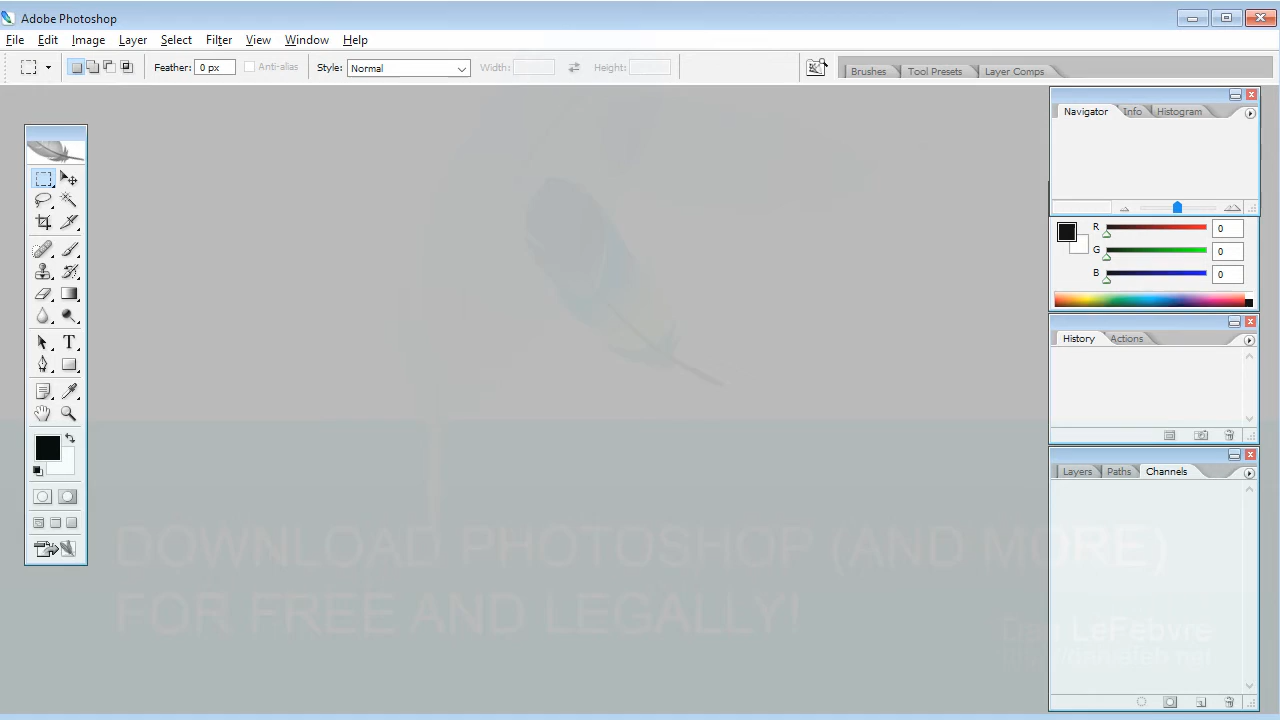 Adobe Photoshop
File Edit Image Layer Select Filter View Window Help
Feather: 0 px Anti-alias Style: Normal Width: Height: Brushes Tool Presets Layer Comps
Navigator Info Histogram
R 0
G 0
B 0
History Actions
Layers Paths Channels
DOWNLOAD PHOTOSHOP (AND MORE)
FOR FREE AND LEGALLY!
Dan LeFebvre